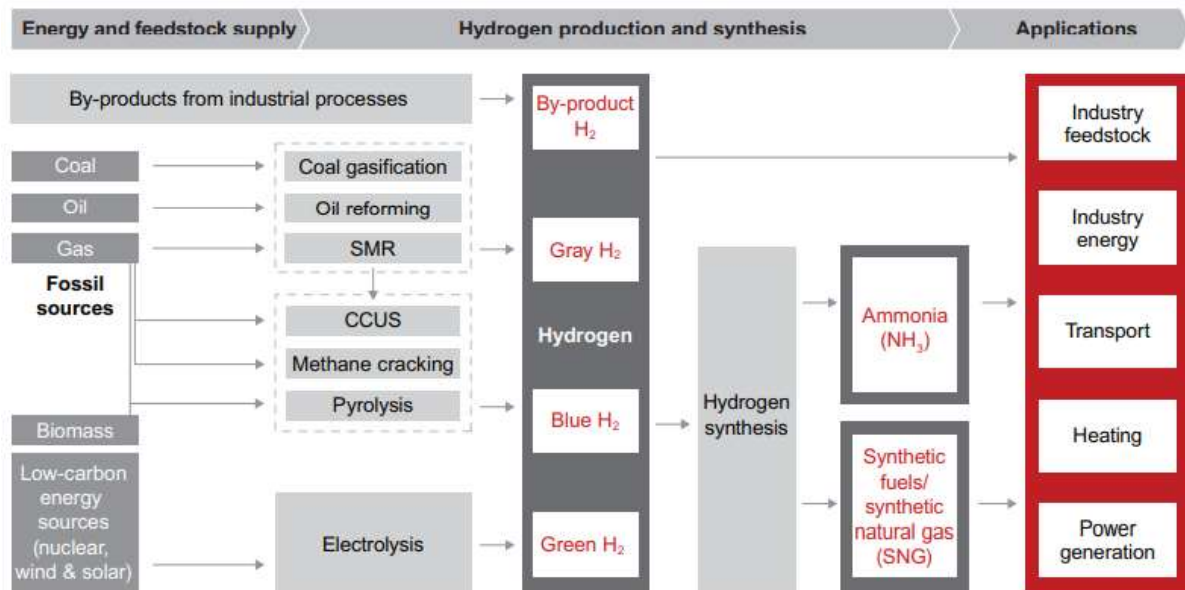 Energy and feedstock supply
Hydrogen production and synthesis
Applications
By-products from industrial processes
By-product
H₂
Industry
feedstock
Coal
Coal gasification
Oil
Oil reforming
Gas
SMR
Gray H₂
Industry
energy
Fossil
sources
CCUS
Hydrogen
Ammonia
(NH₃)
Transport
Methane cracking
Pyrolysis
Blue H₂
Hydrogen
synthesis
Heating
Biomass
Low-carbon
energy
sources
(nuclear,
wind & solar)
Electrolysis
Green H₂
Synthetic
fuels/
synthetic
natural gas
(SNG)
Power
generation